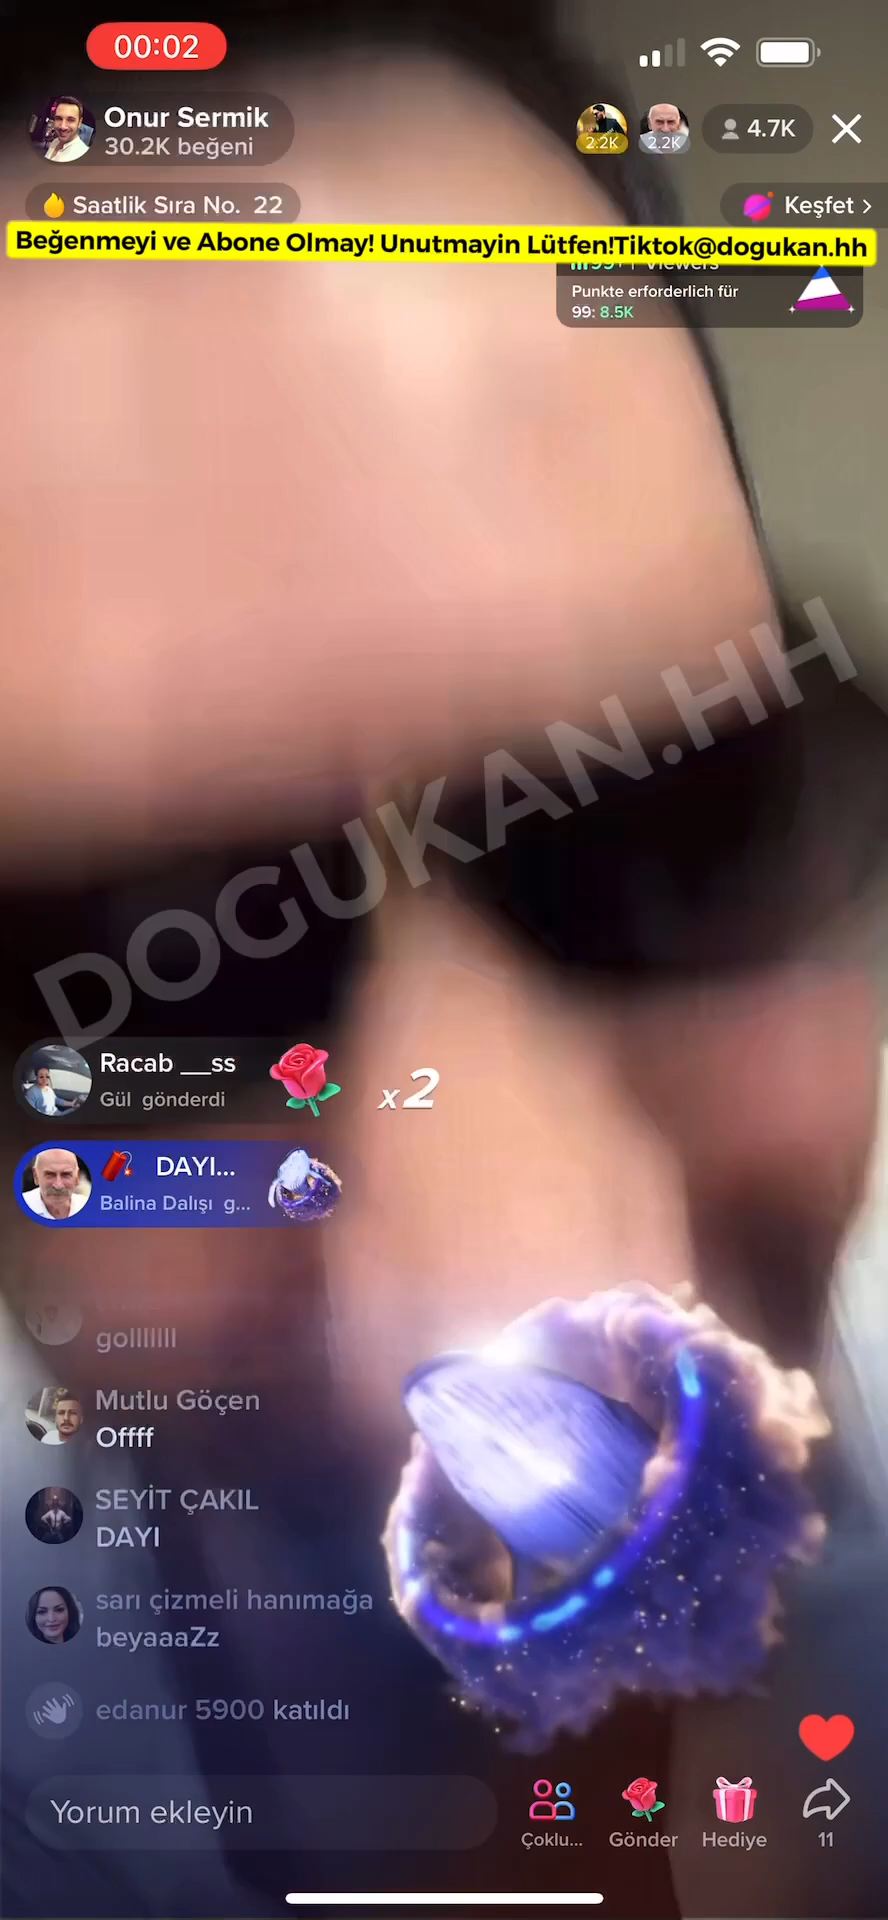 00:02
Onur Sermik
30.2K beğeni
2.2K
2.2K
4.7K
Saatlik Sıra No. 22
Keşfet >
Beğenmeyi ve Abone Olmay! Unutmayin Lütfen!Tiktok@dogukan.hh
99+ Viewers
Punkte erforderlich für
99: 8.5K
DOGUKAN.HH
Racab __ss
Gül gönderdi
x2
DAYI...
Balina Dalışı g...
golllllll
Mutlu Göçen
Offff
SEYİT ÇAKIL
DAYI
sarı çizmeli hanımağa
beyaaaZz
edanur 5900 katıldı
Yorum ekleyin
Çoklu...
Gönder
Hediye
11